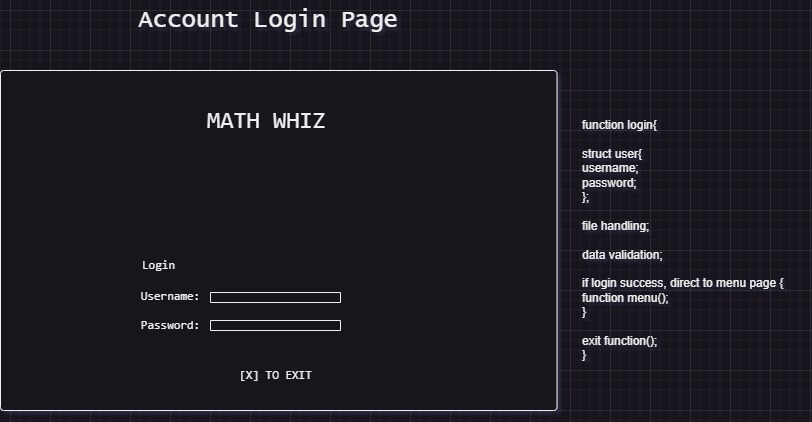 Account Login Page
MATH WHIZ
Login
Username:
Password:
[X] TO EXIT
function login{
struct user{
username;
password;
};
file handling;
data validation;
if login success, direct to menu page {
function menu();
}
exit function();
}